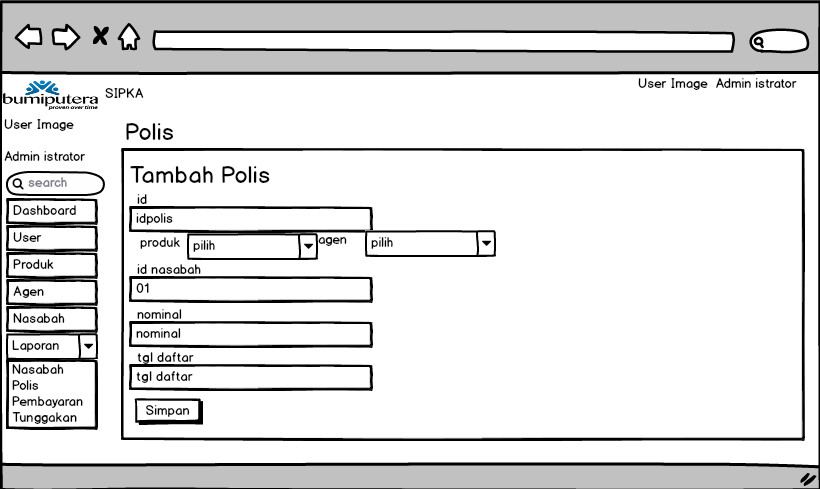 bumiputera
proven over time
SIPKA
User Image Admin istrator
User Image
Admin istrator
search
Dashboard
User
Produk
Agen
Nasabah
Laporan
Nasabah
Polis
Pembayaran
Tunggakan
Polis
Tambah Polis
id
idpolis
produk pilih agen pilih
id nasabah
01
nominal
nominal
tgl daftar
tgl daftar
Simpan